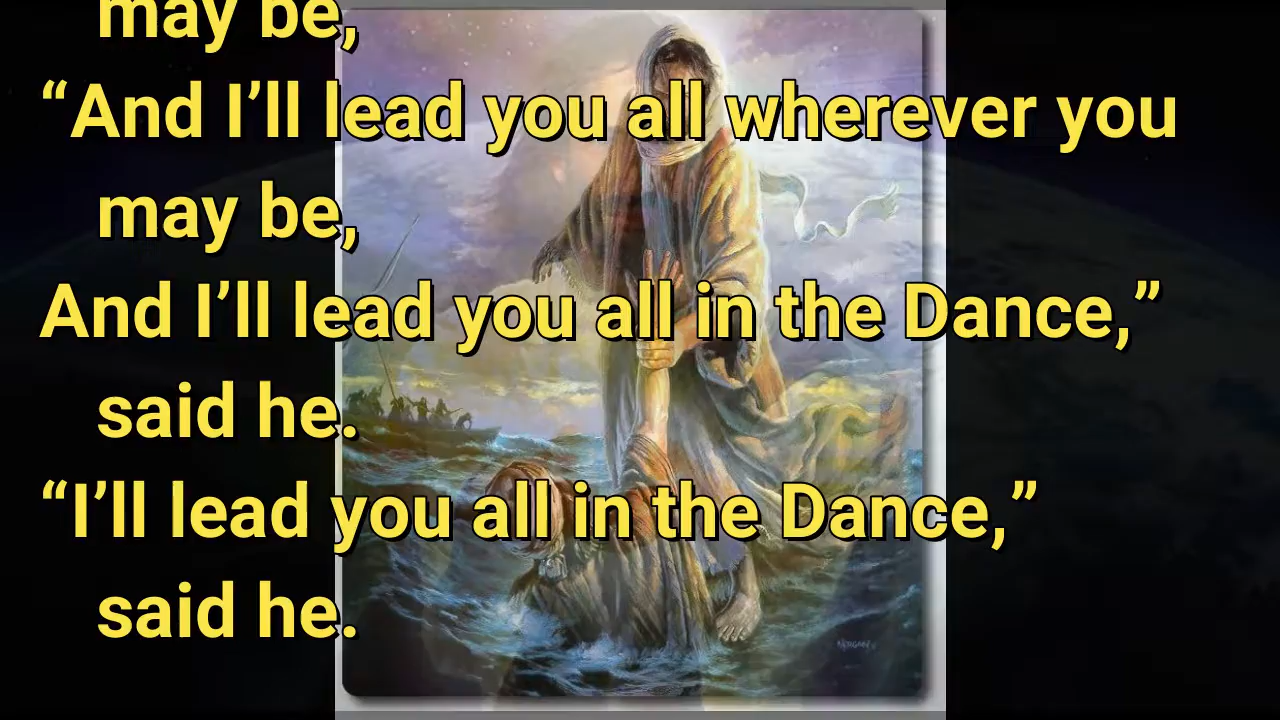 may be,
“And I’ll lead you all wherever you
may be,
And I’ll lead you all in the Dance,”
said he.
“I’ll lead you all in the Dance,”
said he.